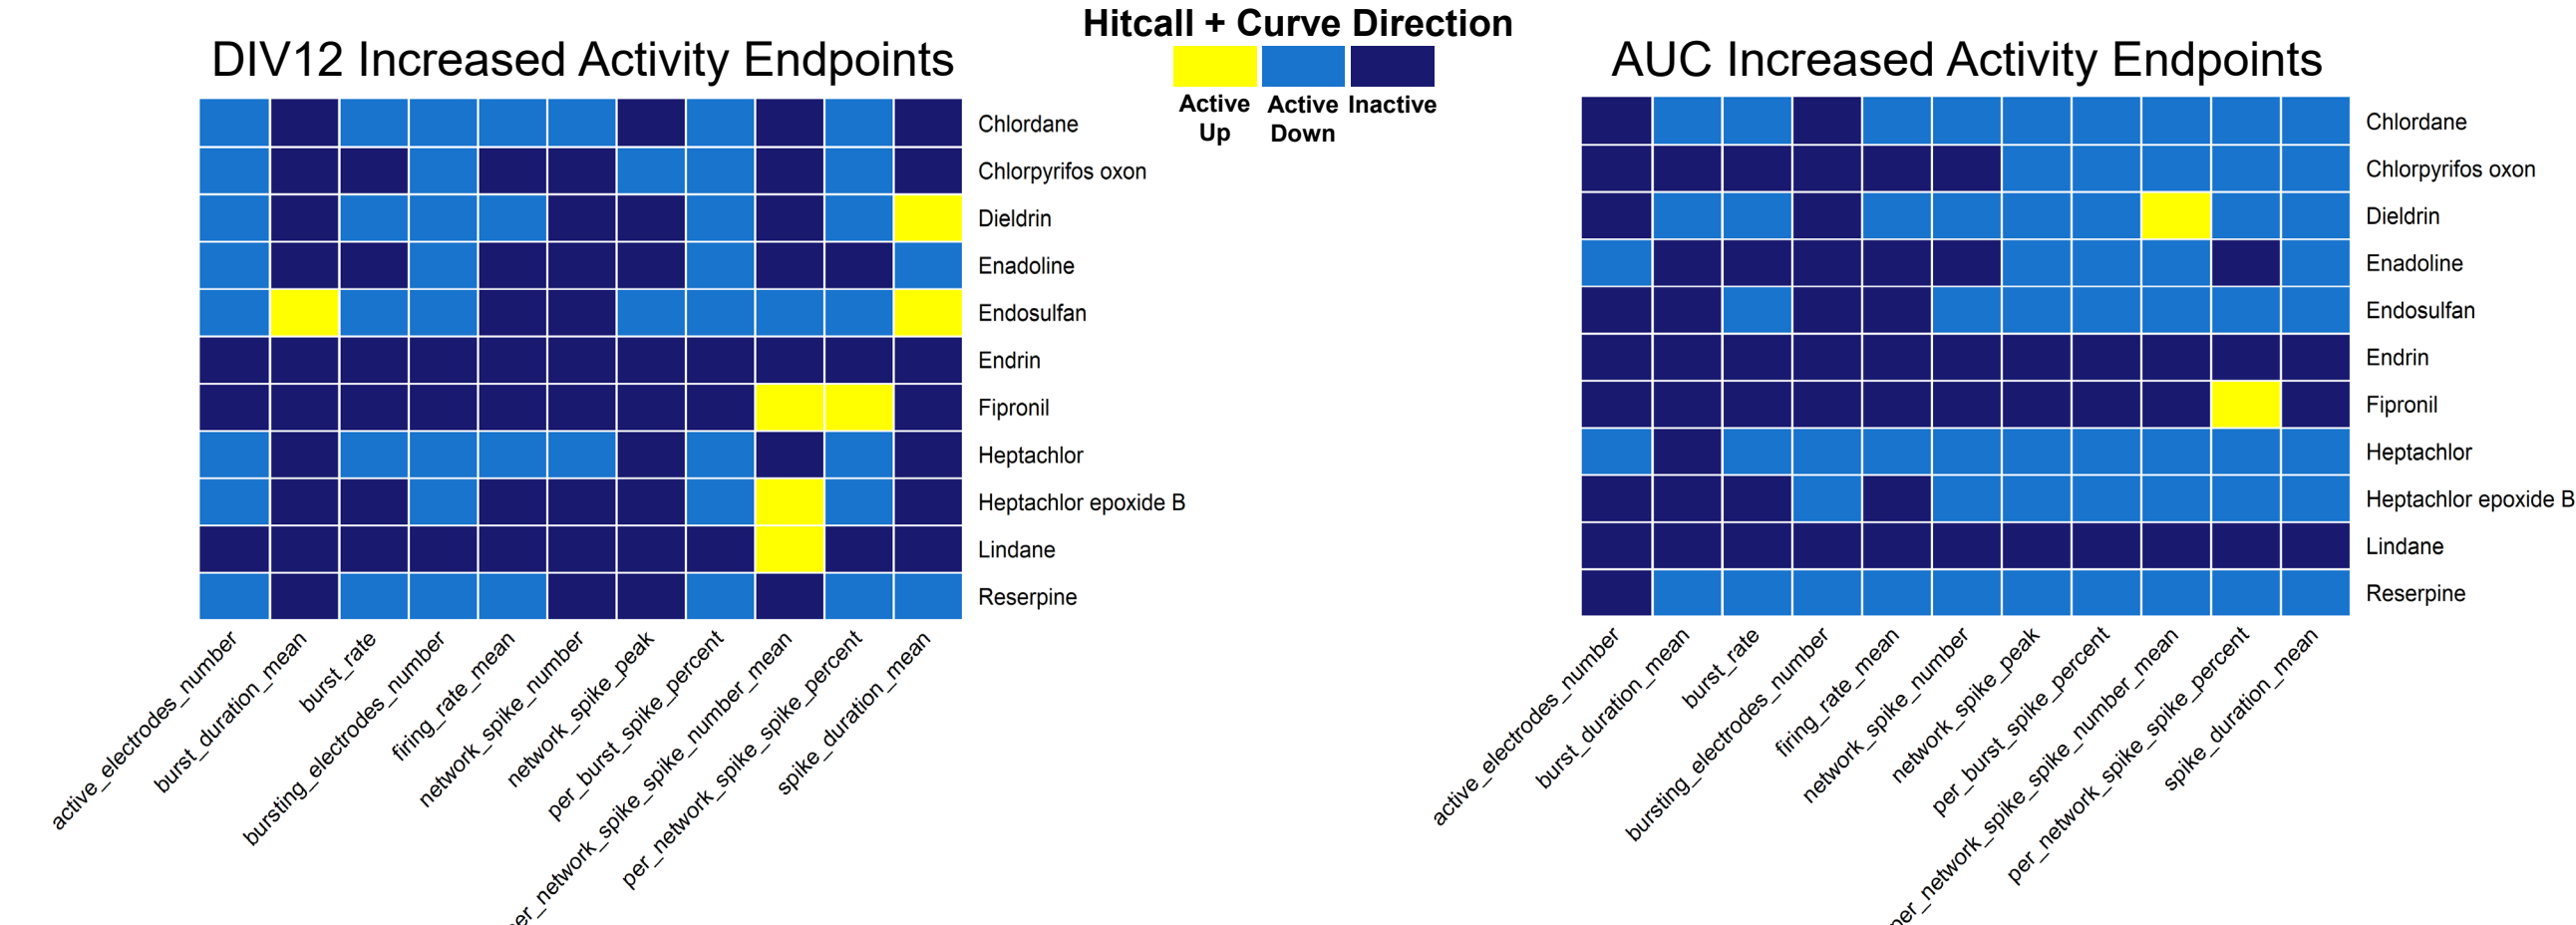 Hitcall + Curve Direction
Active Up
Active Down
Inactive
DIV12 Increased Activity Endpoints
Chlordane
Chlorpyrifos oxon
Dieldrin
Enadoline
Endosulfan
Endrin
Fipronil
Heptachlor
Heptachlor epoxide B
Lindane
Reserpine
active_electrodes_number
burst_duration_mean
burst_rate
bursting_electrodes_number
firing_rate_mean
network_spike_number
network_spike_peak
per_burst_spike_percent
per_network_spike_spike_number_mean
per_network_spike_spike_percent
spike_duration_mean
AUC Increased Activity Endpoints
Chlordane
Chlorpyrifos oxon
Dieldrin
Enadoline
Endosulfan
Endrin
Fipronil
Heptachlor
Heptachlor epoxide B
Lindane
Reserpine
active_electrodes_number
burst_duration_mean
burst_rate
bursting_electrodes_number
firing_rate_mean
network_spike_number
network_spike_peak
per_burst_spike_percent
per_network_spike_spike_number_mean
per_network_spike_spike_percent
spike_duration_mean